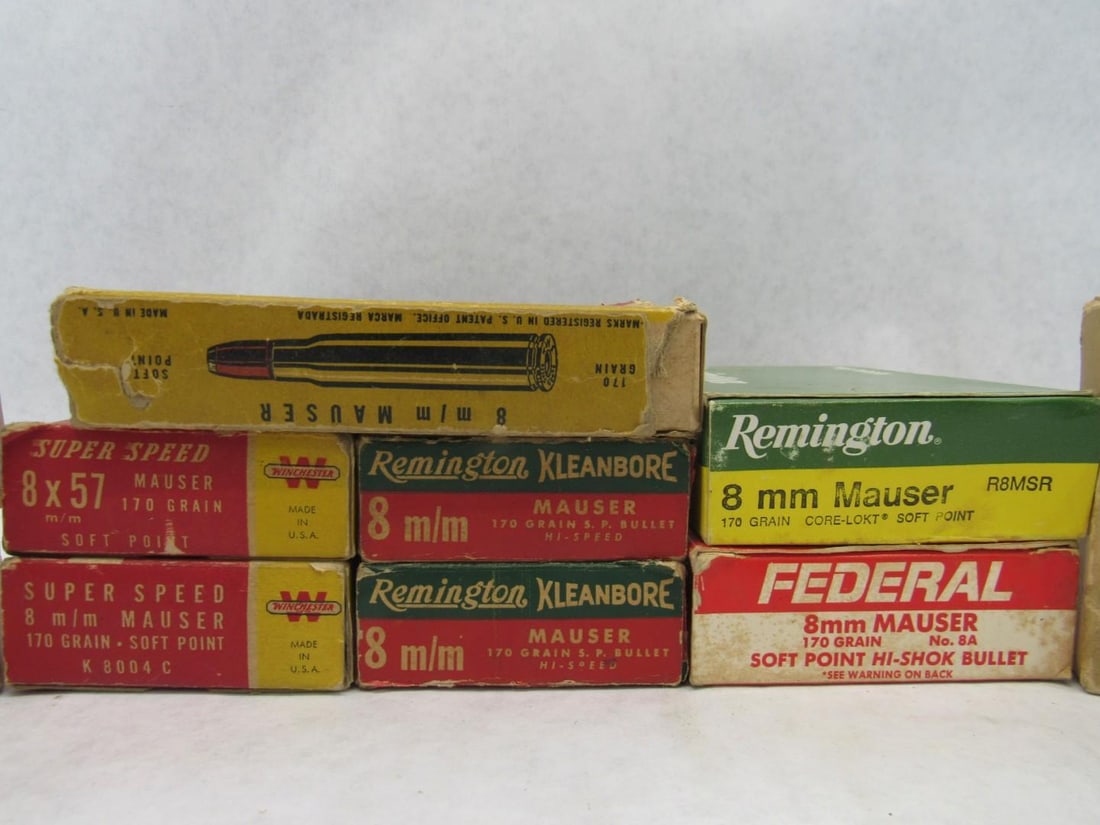 8 m/m MAUSER
170 GRAIN
SOFT POINT
MARKS REGISTERED IN U. S. PATENT OFFICE. MARCA REGISTRADA
MADE IN U. S. A.
SUPER SPEED
8 x 57 MAUSER
m/m 170 GRAIN
SOFT POINT
WINCHESTER
W
MADE
IN
U.S.A.
Remington KLEANBORE
8 m/m MAUSER
170 GRAIN S. P. BULLET
HI-SPEED
Remington®
8 mm Mauser R8MSR
170 GRAIN CORE-LOKT® SOFT POINT
SUPER SPEED
8 m/m MAUSER
170 GRAIN • SOFT POINT
K 8004 C
WINCHESTER
W
MADE
IN
U.S.A.
Remington KLEANBORE
8 m/m MAUSER
170 GRAIN S. P. BULLET
HI-SPEED
FEDERAL
8mm MAUSER
170 GRAIN No. 8A
SOFT POINT HI-SHOK BULLET
*SEE WARNING ON BACK